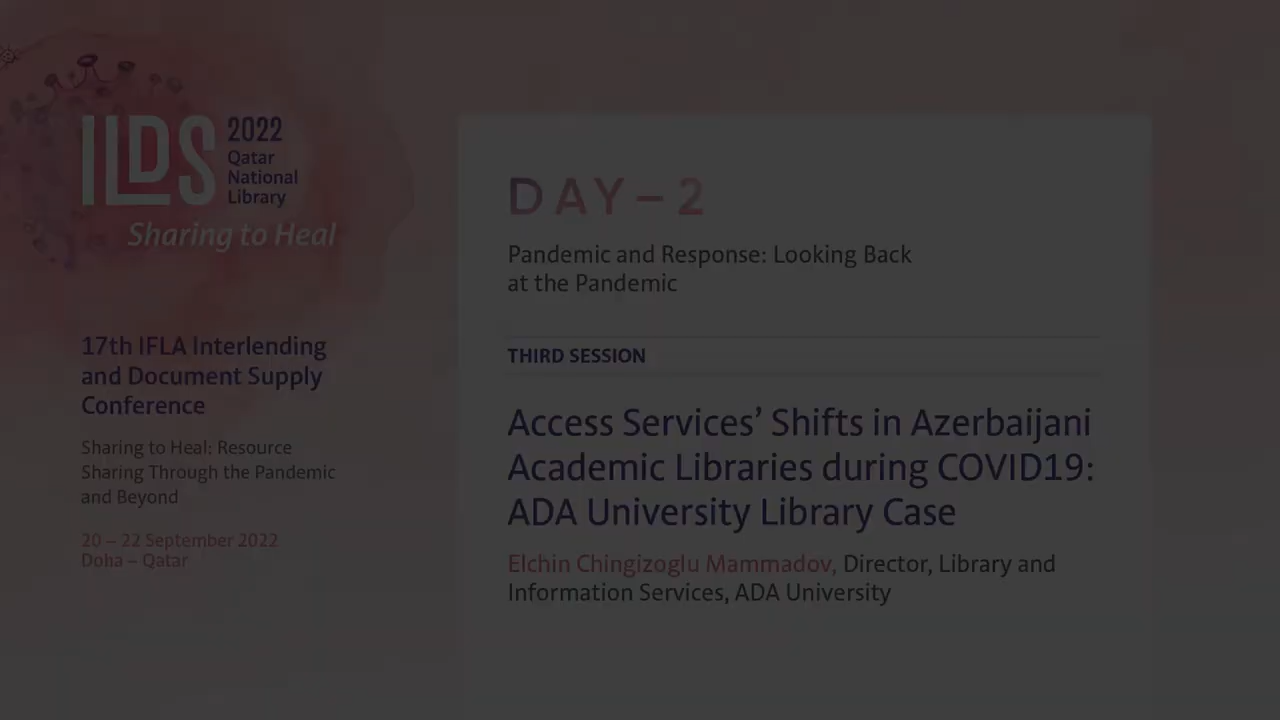 ILDS
2022
Qatar
National
Library
Sharing to Heal
17th IFLA Interlending
and Document Supply
Conference
Sharing to Heal: Resource
Sharing Through the Pandemic
and Beyond
20 – 22 September 2022
Doha – Qatar
DAY – 2
Pandemic and Response: Looking Back
at the Pandemic
THIRD SESSION
Access Services’ Shifts in Azerbaijani
Academic Libraries during COVID19:
ADA University Library Case
Elchin Chingizoglu Mammadov, Director, Library and
Information Services, ADA University